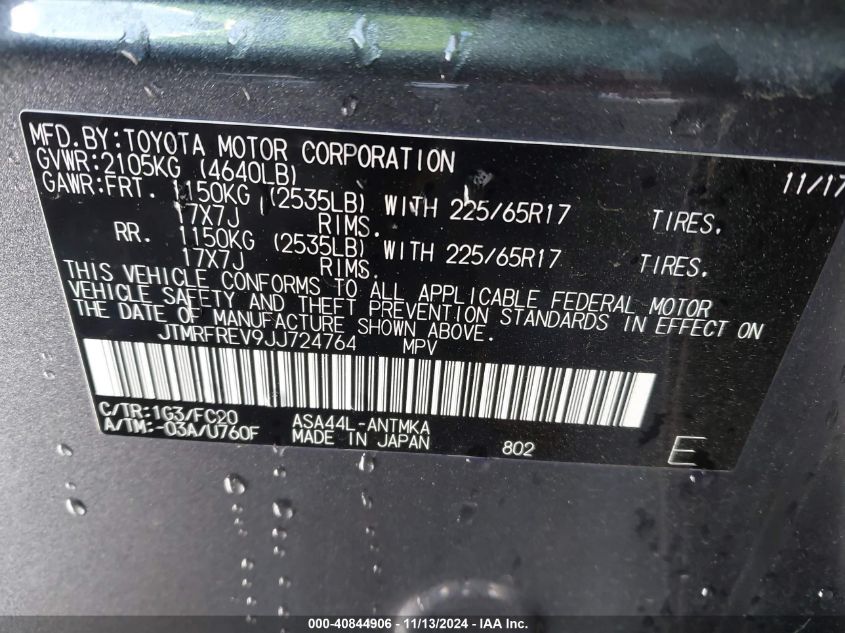 MFD.BY:TOYOTA MOTOR CORPORATION 11/17
GVWR:2105KG (4640LB)
GAWR:FRT. 1150KG (2535LB) WITH 225/65R17 TIRES.
17X7J RIMS.
RR. 1150KG (2535LB) WITH 225/65R17 TIRES.
17X7J RIMS.
THIS VEHICLE CONFORMS TO ALL APPLICABLE FEDERAL MOTOR
VEHICLE SAFETY AND THEFT PREVENTION STANDARDS IN EFFECT ON
THE DATE OF MANUFACTURE SHOWN ABOVE.
JTMRFREV9JJ724764 MPV
C/TR:1G3/FC20 ASA44L-ANTMKA
A/TM:-03A/U760F MADE IN JAPAN 802 E
000-40844906 - 11/13/2024 - IAA Inc.